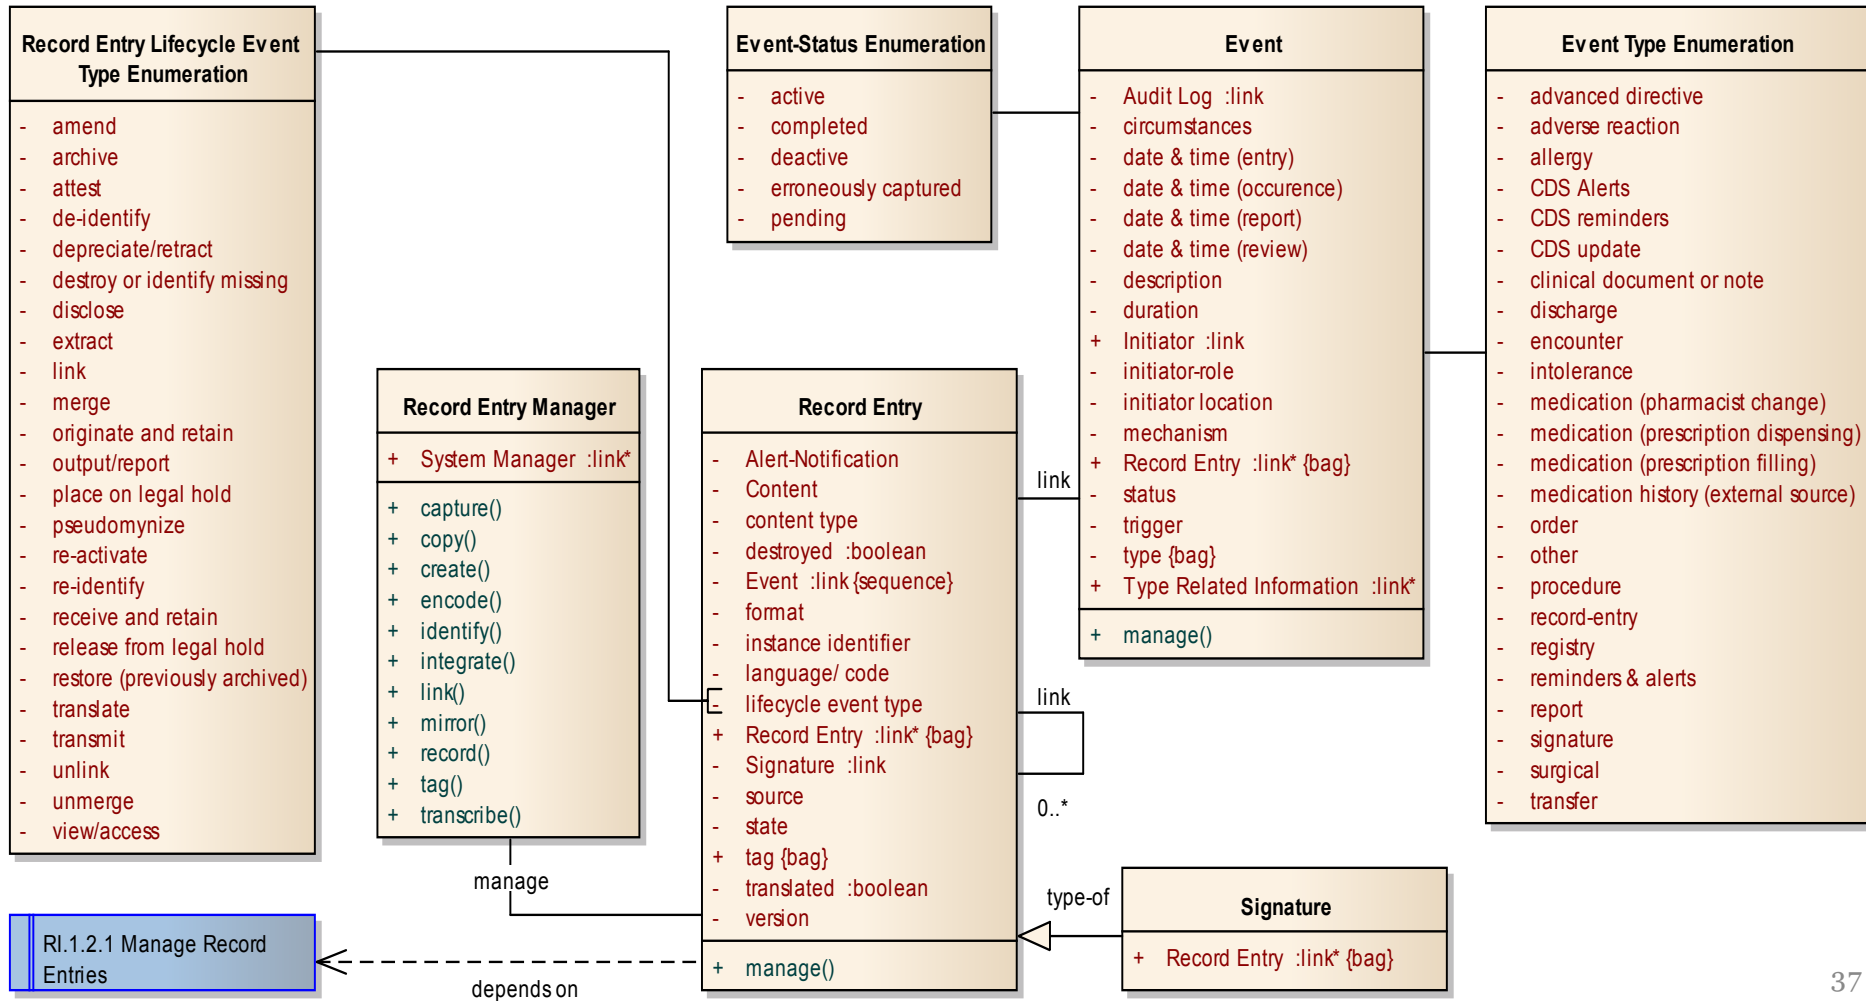 Record Entry Lifecycle Event
Type Enumeration
- amend
- archive
- attest
- de-identify
- depreciate/retract
- destroy or identify missing
- disclose
- extract
- link
- merge
- originate and retain
- output/report
- place on legal hold
- pseudomynize
- re-activate
- re-identify
- receive and retain
- release from legal hold
- restore (previously archived)
- translate
- transmit
- unlink
- unmerge
- view/access
Event-Status Enumeration
- active
- completed
- deactive
- erroneously captured
- pending
Event
- Audit Log :link
- circumstances
- date & time (entry)
- date & time (occurence)
- date & time (report)
- date & time (review)
- description
- duration
+ Initiator :link
- initiator-role
- initiator location
- mechanism
+ Record Entry :link* {bag}
- status
- trigger
- type {bag}
+ Type Related Information :link*
+ manage()
Event Type Enumeration
- advanced directive
- adverse reaction
- allergy
- CDS Alerts
- CDS reminders
- CDS update
- clinical document or note
- discharge
- encounter
- intolerance
- medication (pharmacist change)
- medication (prescription dispensing)
- medication (prescription filling)
- medication history (external source)
- order
- other
- procedure
- record-entry
- registry
- reminders & alerts
- report
- signature
- surgical
- transfer
Record Entry Manager
+ System Manager :link*
+ capture()
+ copy()
+ create()
+ encode()
+ identify()
+ integrate()
+ link()
+ mirror()
+ record()
+ tag()
+ transcribe()
Record Entry
- Alert-Notification
- Content
- content type
- destroyed :boolean
- Event :link {sequence}
- format
- instance identifier
- language/ code
- lifecycle event type
+ Record Entry :link* {bag}
- Signature :link
- source
- state
+ tag {bag}
- translated :boolean
- version
+ manage()
link
link
0..*
manage
type-of
Signature
+ Record Entry :link* {bag}
RI.1.2.1 Manage Record
Entries
depends on
37